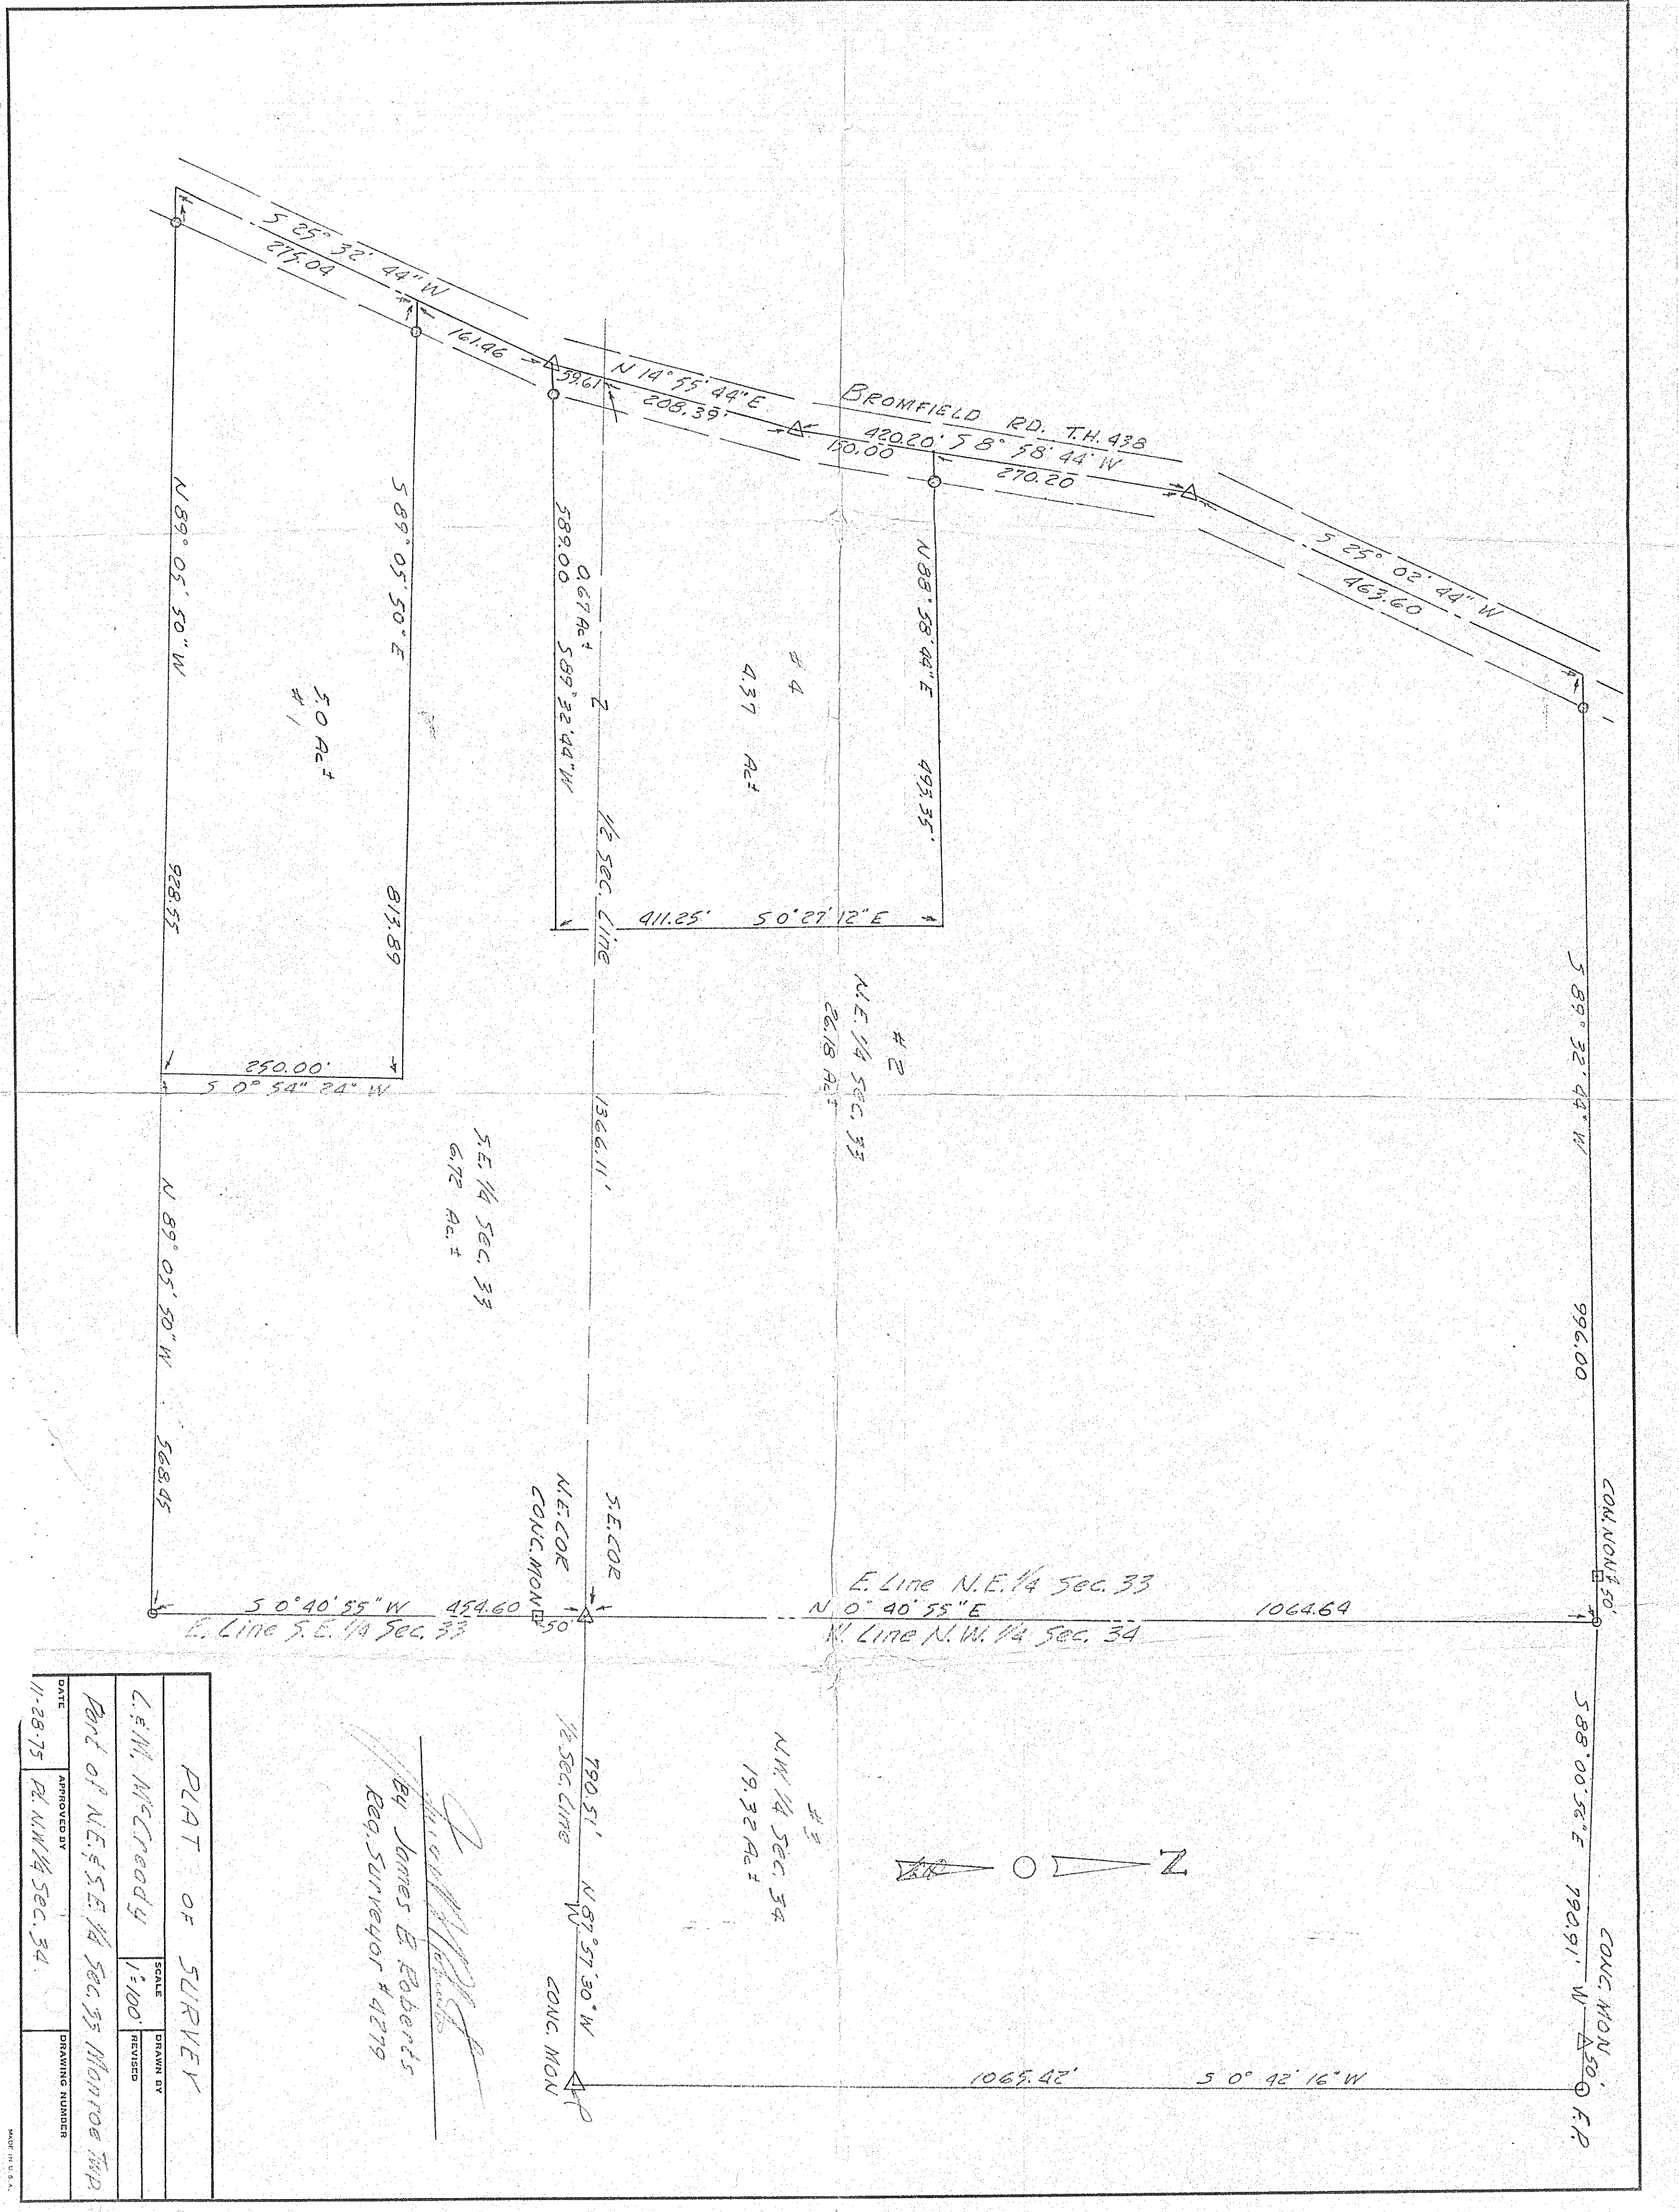 S 25° 32' 44" W
275.04
161.46
59.61
N 14° 55' 44" E
208.39'
BROMFIELD RD. T.H. 438
420.20' S 8° 58' 44" W
150.00
270.20
S 25° 02' 44" W
463.60
N 89° 05' 50" W
928.55
S 89° 05' 50" E
813.89
5.0 Ac±
# 1
589.00 S 89° 32' 44" W
0.67 Ac±
1/2 Sec. Line
# 4
4.37 Ac±
N 88° 58' 44" E 493.35'
411.25' S 0° 27' 12" E
250.00'
S 0° 54" 24" W
# 2
N.E. 1/4 Sec. 33
26.18 Ac±
S 89° 32' 44" W 996.00
1366.11'
S.E. 1/4 Sec. 33
6.72 Ac.±
N 89° 05' 50" W 568.45
S.E. COR
N.E. COR
CONC. MON
CON. MON 50'
S 0° 40' 55" W 454.60
50'
E. Line S.E. 1/4 Sec. 33
E. Line N.E. 1/4 Sec. 33
N 0° 40' 55" E 1064.64
W. Line N.W. 1/4 Sec. 34
S 88° 00' 56" E 790.91' W
CONC. MON
50'
F.P.
790.51' N 87° 57' 30" W
1/2 Sec. Line
CONC. MON
# 3
N.W. 1/4 Sec. 34
19.32 Ac±
N
1065.42' S 0° 42' 16" W
By James E Roberts
Reg. Surveyor # 4279
PLAT OF SURVEY
L.E.M. McCreedy
SCALE
1"=100'
DRAWN BY
REVISED
Part of N.E. & S.E. 1/4 Sec. 33 Monroe Twp.
DATE
11-28-75
APPROVED BY
Pt. N.W 1/4 Sec. 34
DRAWING NUMBER
MADE IN U.S.A.